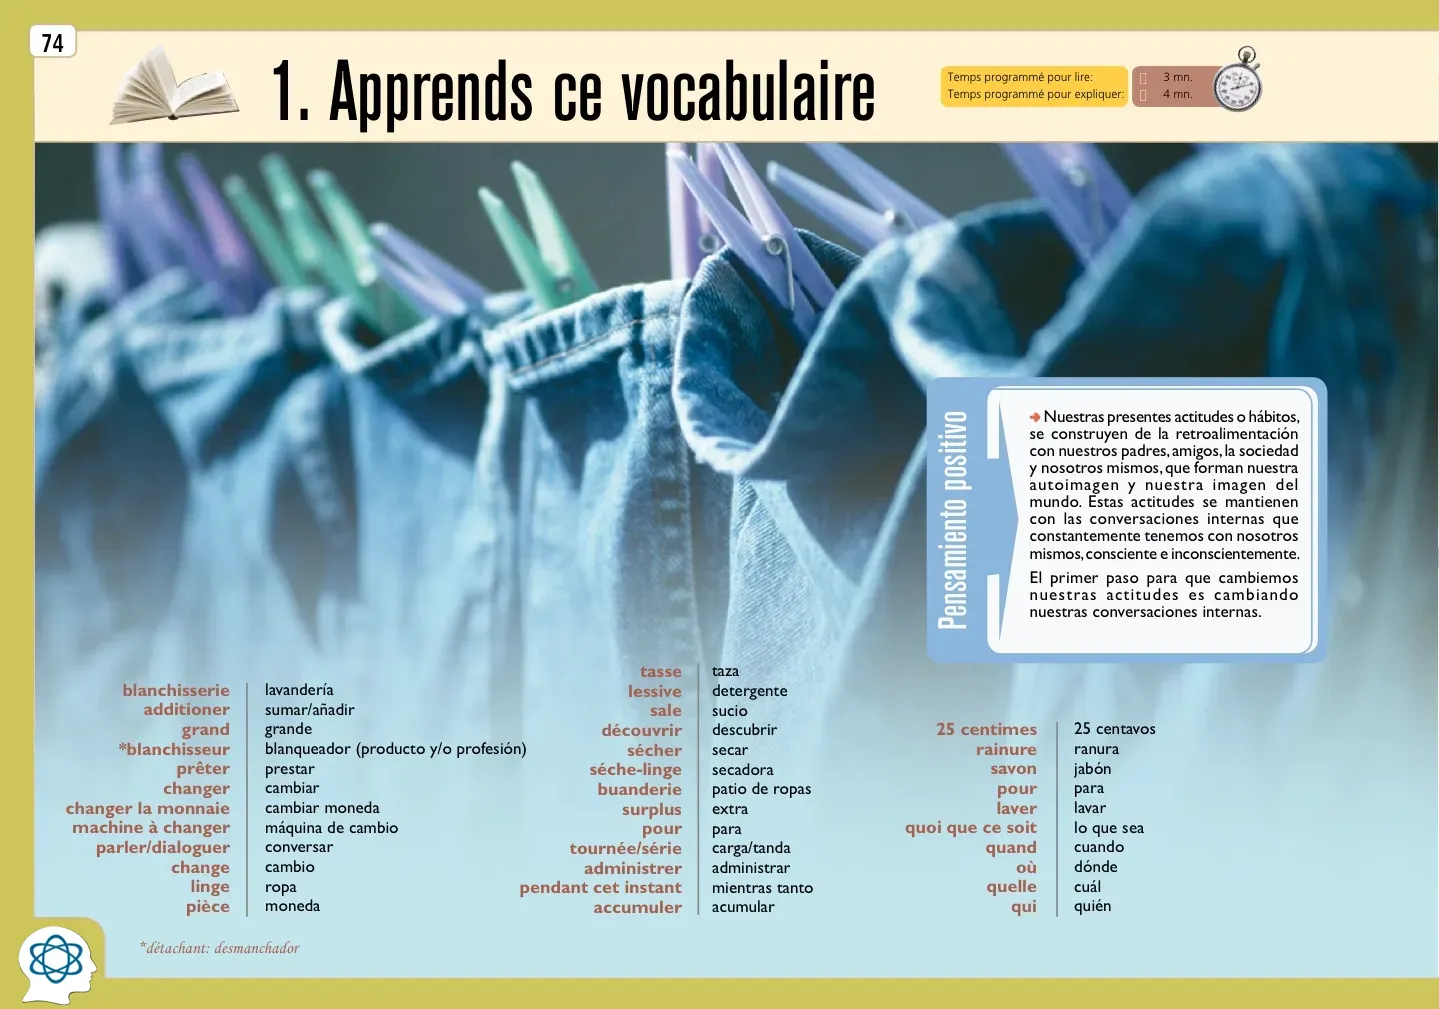 74
1. Apprends ce vocabulaire
Temps programmé pour lire: 3 mn.
Temps programmé pour expliquer: 4 mn.
Pensamiento positivo
Nuestras presentes actitudes o hábitos,
se construyen de la retroalimentación
con nuestros padres, amigos, la sociedad
y nosotros mismos, que forman nuestra
autoimagen y nuestra imagen del
mundo. Estas actitudes se mantienen
con las conversaciones internas que
constantemente tenemos con nosotros
mismos, consciente e inconscientemente.
El primer paso para que cambiemos
nuestras actitudes es cambiando
nuestras conversaciones internas.
blanchisserie lavandería
additioner sumar/añadir
grand grande
*blanchisseur blanqueador (producto y/o profesión)
prêter prestar
changer cambiar
changer la monnaie cambiar moneda
machine à changer máquina de cambio
parler/dialoguer conversar
change cambio
linge ropa
pièce moneda
tasse taza
lessive detergente
sale sucio
découvrir descubrir
sécher secar
séche-linge secadora
buanderie patio de ropas
surplus extra
pour para
tournée/série carga/tanda
administrer administrar
pendant cet instant mientras tanto
accumuler acumular
25 centimes 25 centavos
rainure ranura
savon jabón
pour para
laver lavar
quoi que ce soit lo que sea
quand cuando
où dónde
quelle cuál
qui quién
*détachant: desmanchador